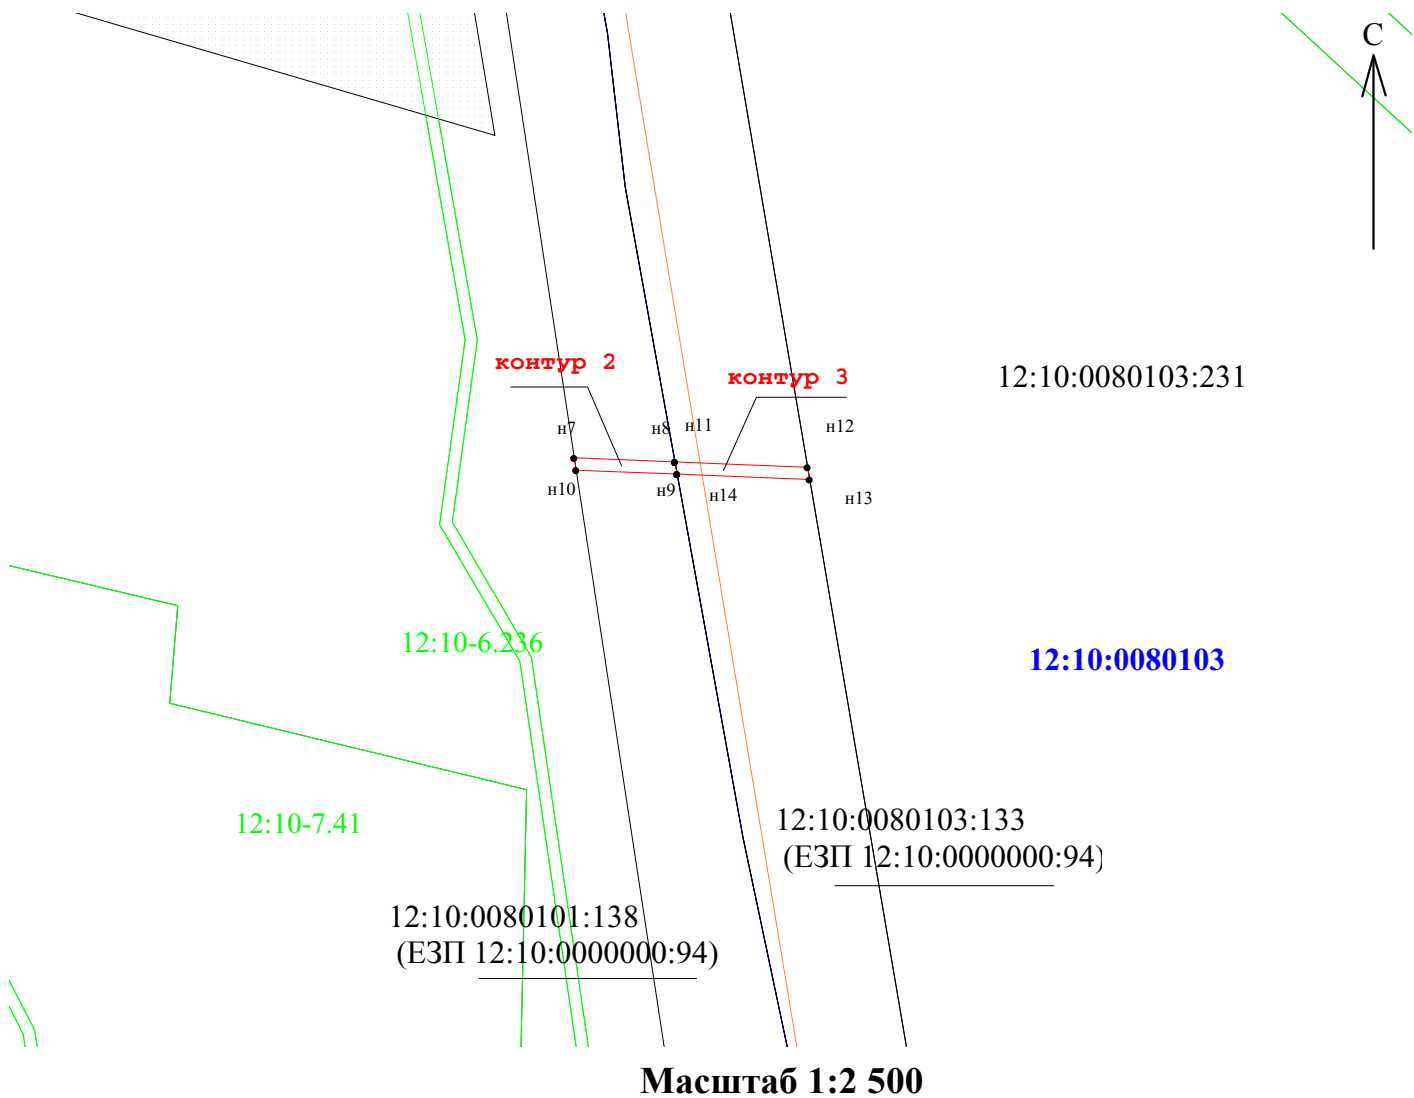 С
контур 2
контур 3
12:10:0080103:231
н7
н8
н11
н12
н10
н9
н14
н13
12:10-6.236
12:10:0080103
12:10-7.41
12:10:0080103:133
(ЕЗП 12:10:0000000:94)
12:10:0080101:138
(ЕЗП 12:10:0000000:94)
Масштаб 1:2 500